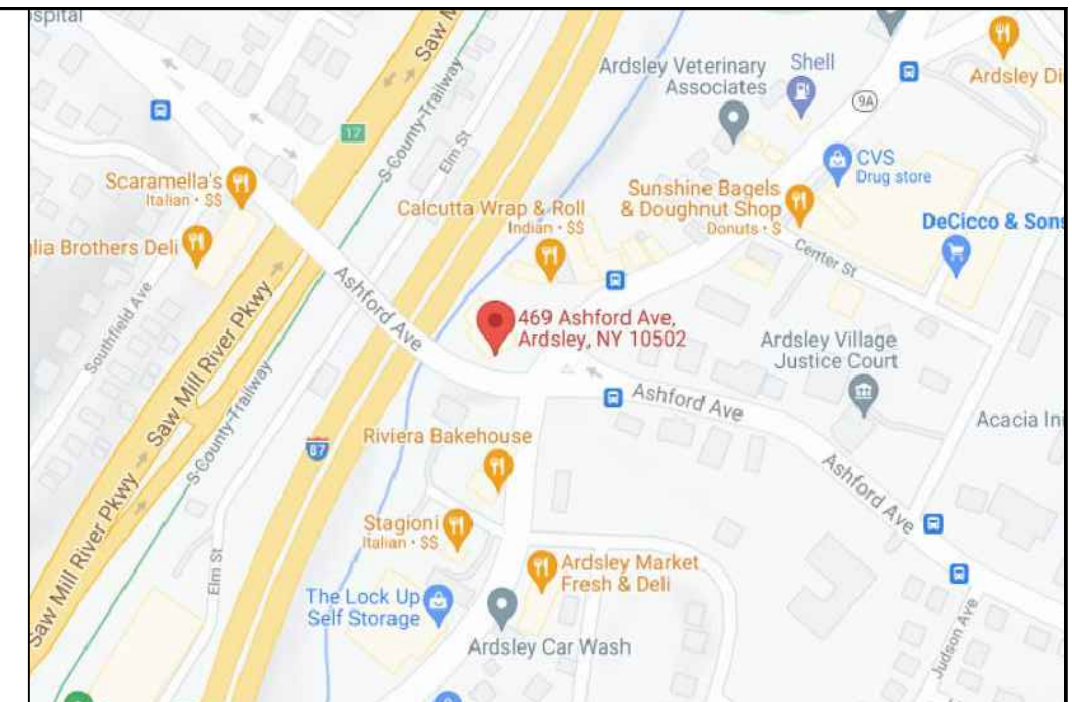 spital
Saw M
Ardsley Veterinary
Associates
Shell
Ardsley Di
9A
17
S County-Trailway
Elm St
CVS
Drug store
Scaramella's
Italian • $$
Sunshine Bagels
& Doughnut Shop
Donuts • $
Calcutta Wrap & Roll
Indian • $$
DeCicco & Sons
glia Brothers Deli
Center St
Ashford Ave
469 Ashford Ave,
Ardsley, NY 10502
Southfield Ave
Saw Mill River Pkwy
Ardsley Village
Justice Court
S-County-Trailway
Ashford Ave
Acacia Ini
Riviera Bakehouse
87
Ashford Ave
Saw Mill River Pkwy
Stagioni
Italian • $$
Elm St
Ardsley Market
Fresh & Deli
The Lock Up
Self Storage
Judson Ave
Ardsley Car Wash